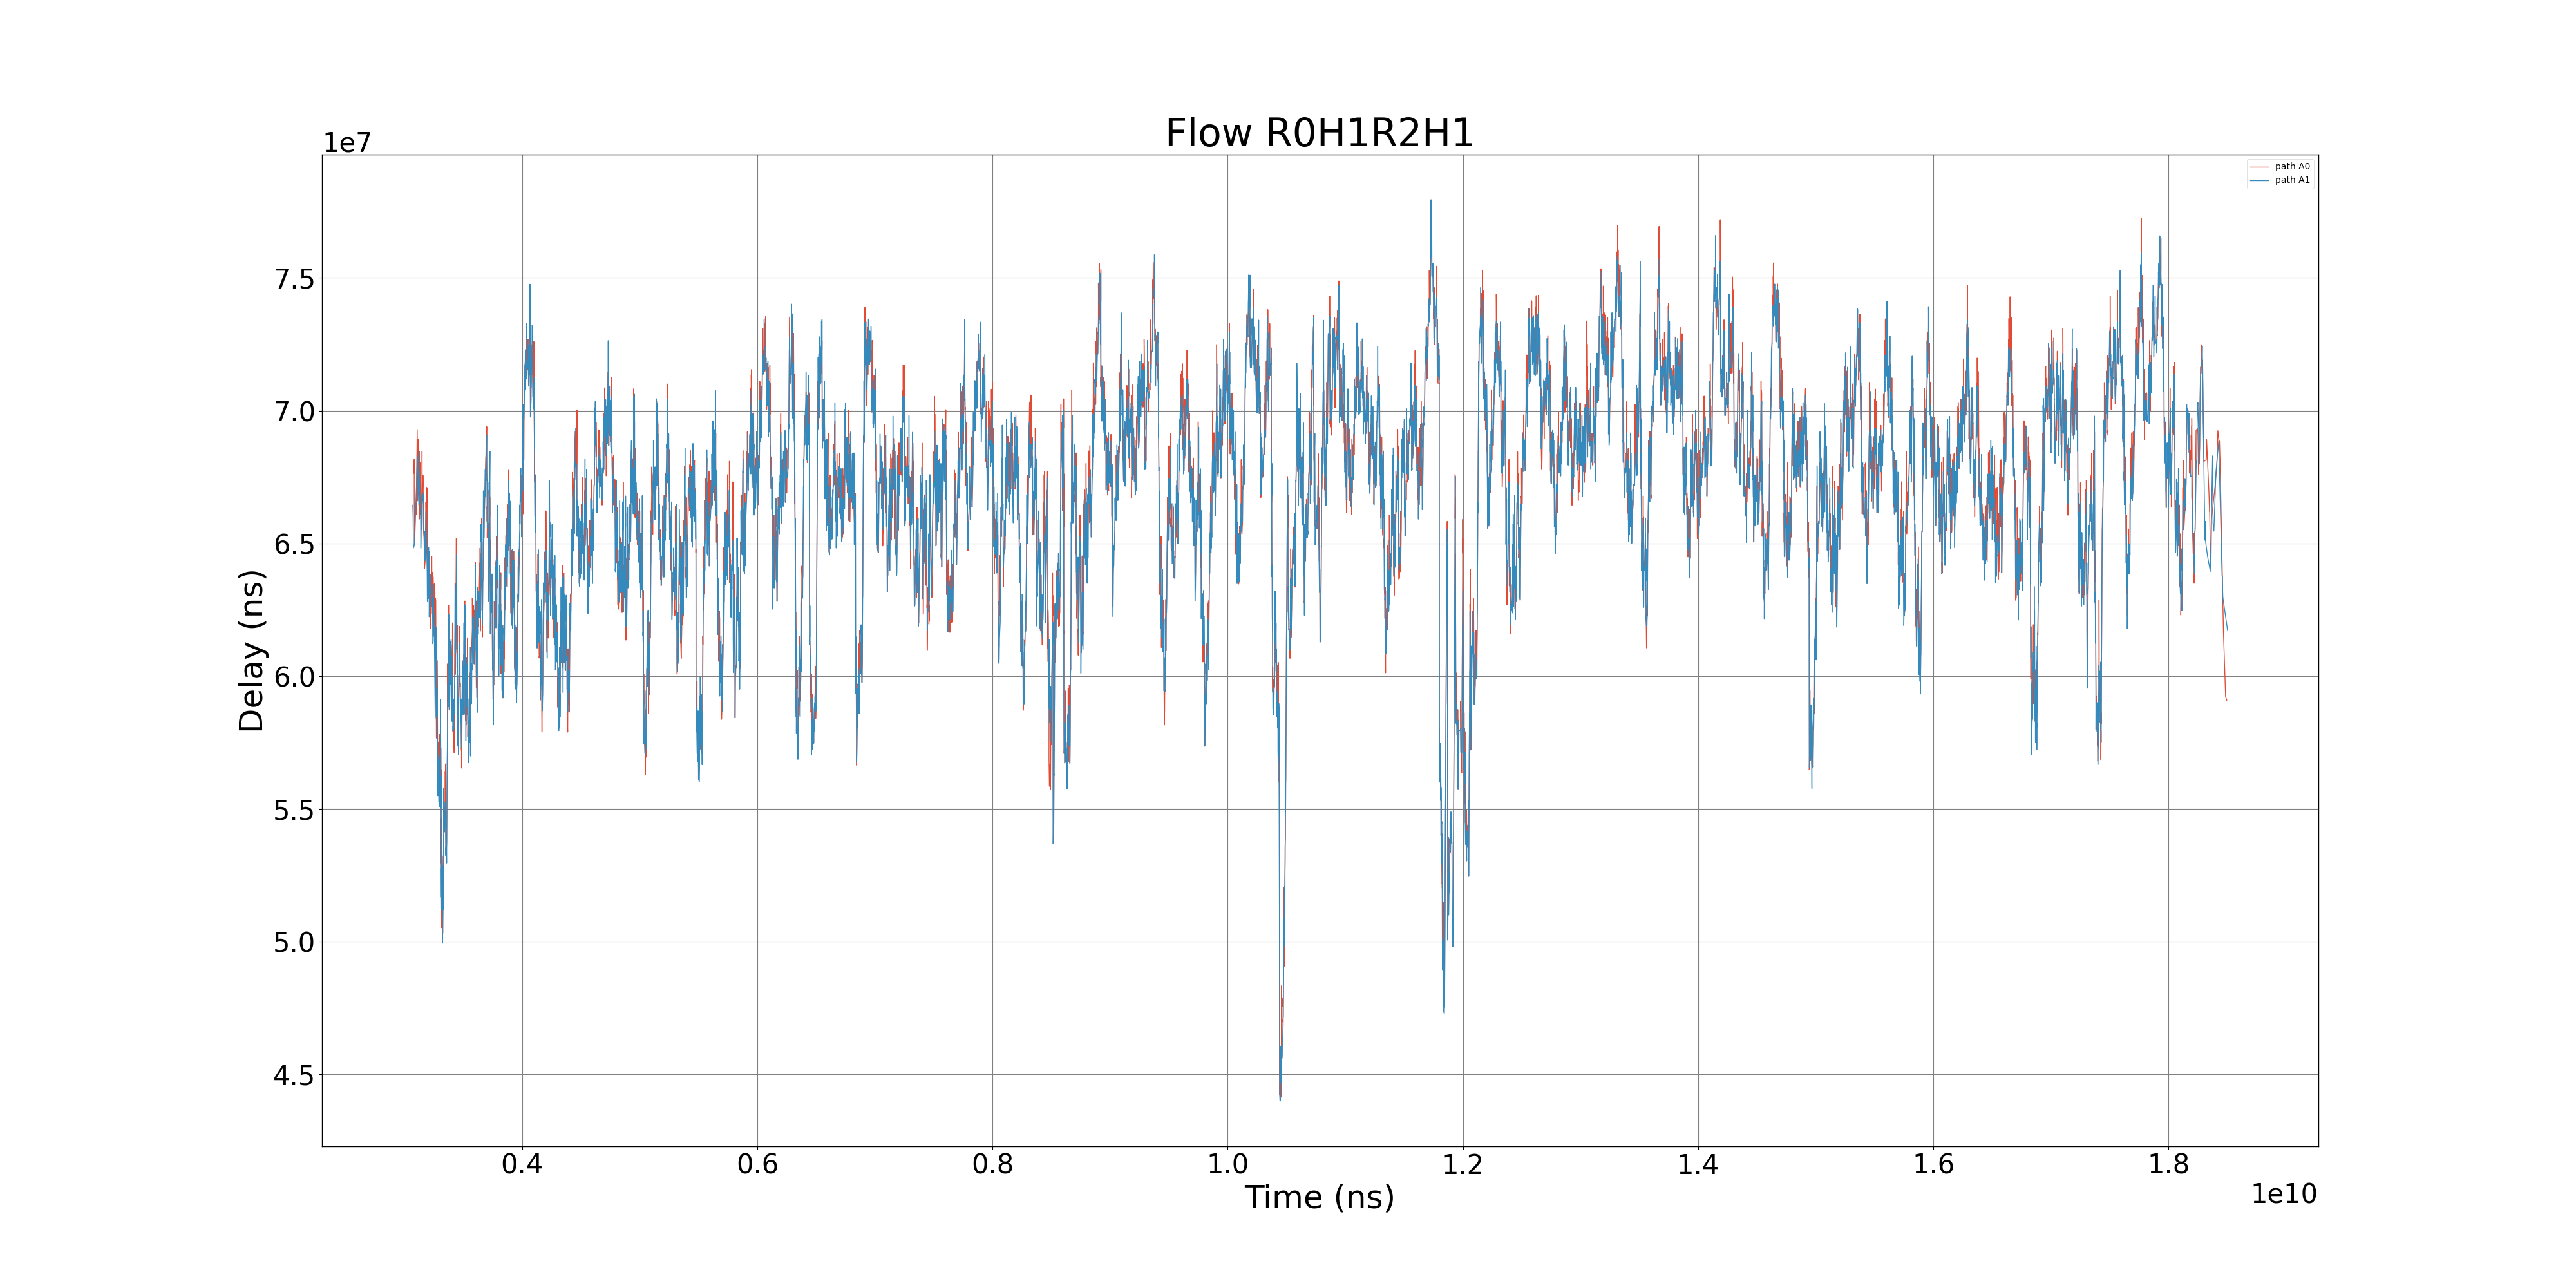 Flow R0H1R2H1
1e7
path A0
path A1
7.5
7.0
6.5
6.0
5.5
5.0
4.5
Delay (ns)
0.4 0.6 0.8 1.0 1.2 1.4 1.6 1.8
Time (ns)
1e10